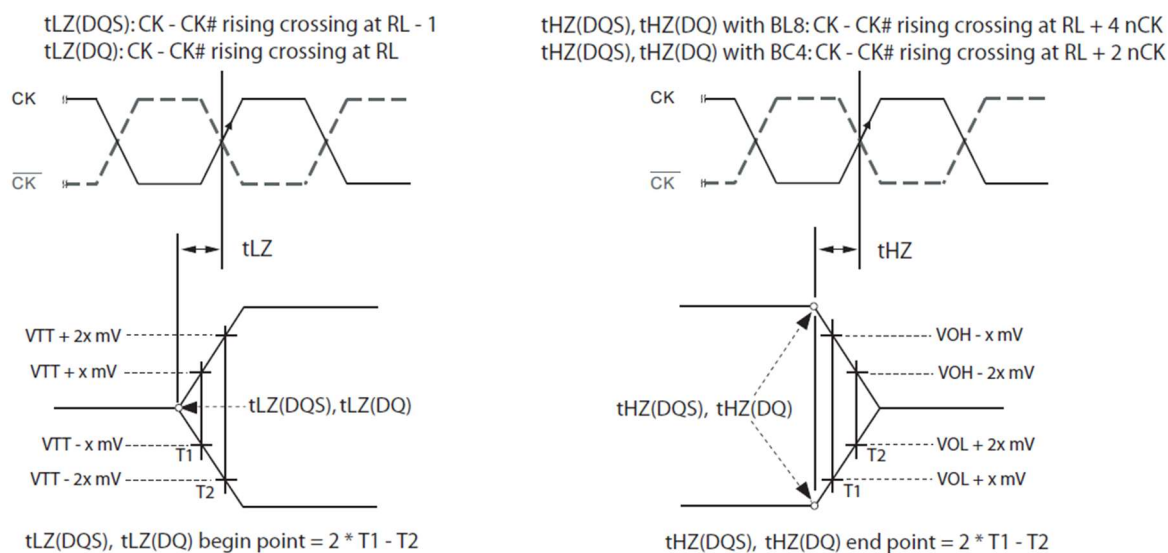 tLZ(DQS): CK - CK# rising crossing at RL - 1
tLZ(DQ): CK - CK# rising crossing at RL
CK
CK
tLZ
VTT + 2x mV
VTT + x mV
tLZ(DQS), tLZ(DQ)
VTT - x mV
T1
VTT - 2x mV
T2
tLZ(DQS), tLZ(DQ) begin point = 2 * T1 - T2
tHZ(DQS), tHZ(DQ) with BL8: CK - CK# rising crossing at RL + 4 nCK
tHZ(DQS), tHZ(DQ) with BC4: CK - CK# rising crossing at RL + 2 nCK
CK
CK
tHZ
VOH - x mV
VOH - 2x mV
tHZ(DQS), tHZ(DQ)
VOL + 2x mV
T2
VOL + x mV
T1
tHZ(DQS), tHZ(DQ) end point = 2 * T1 - T2